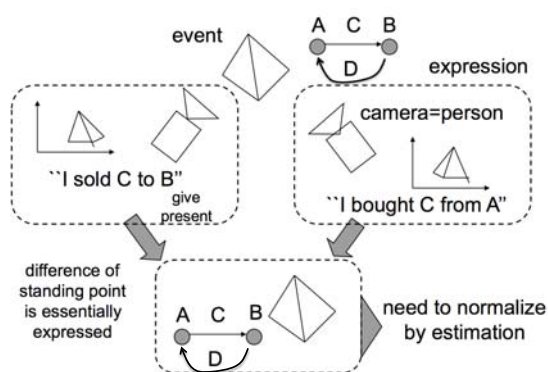 A C B
event
D
expression
camera=person
``I sold C to B''
give
present
``I bought C from A''
difference of
standing point
is essentially
expressed
A C B
D
need to normalize
by estimation